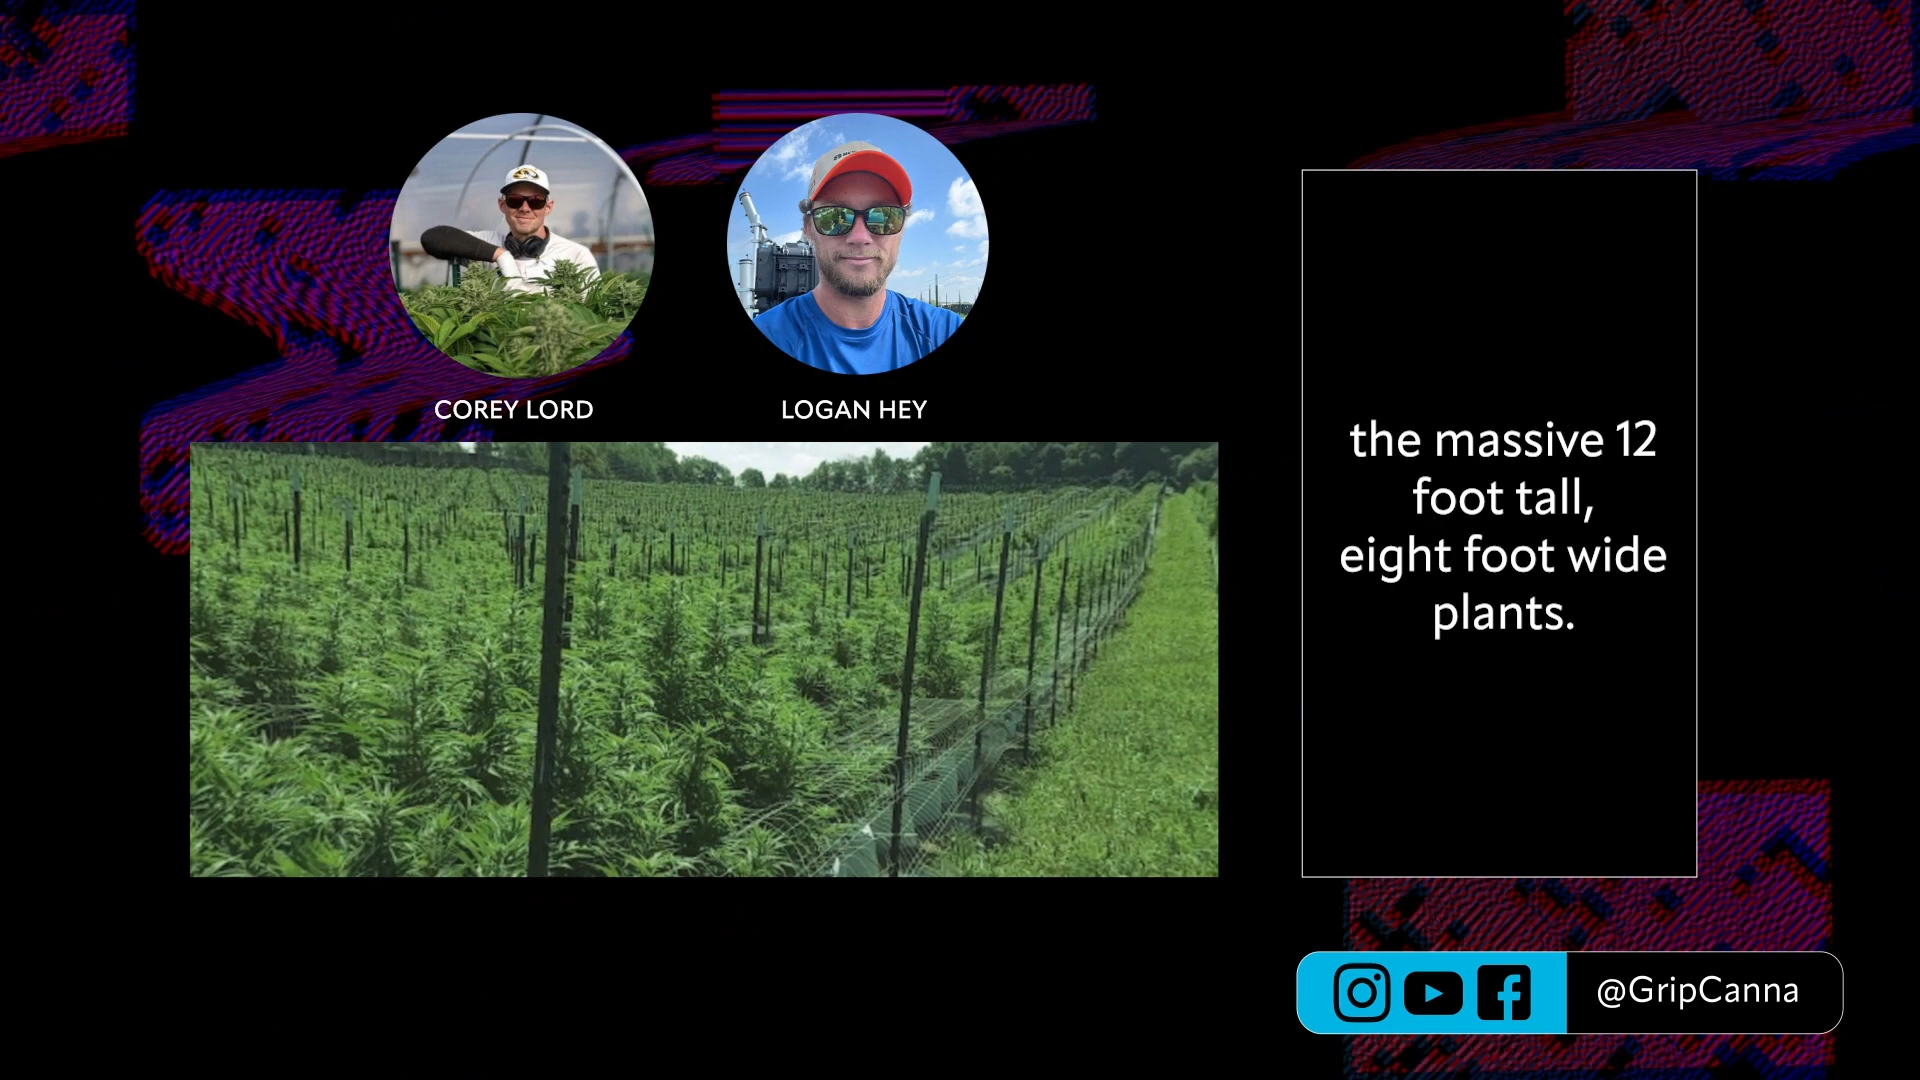 COREY LORD
LOGAN HEY
the massive 12
foot tall,
eight foot wide
plants.
@GripCanna